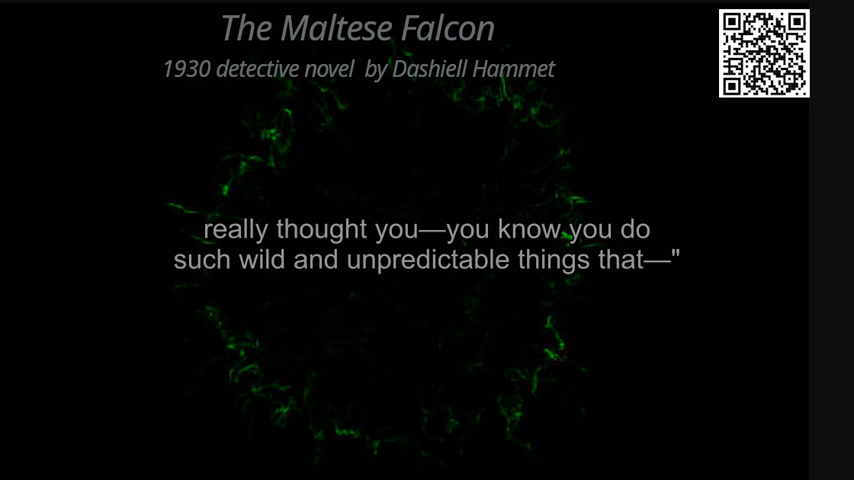 The Maltese Falcon
1930 detective novel by Dashiell Hammet
really thought you—you know you do
such wild and unpredictable things that—"